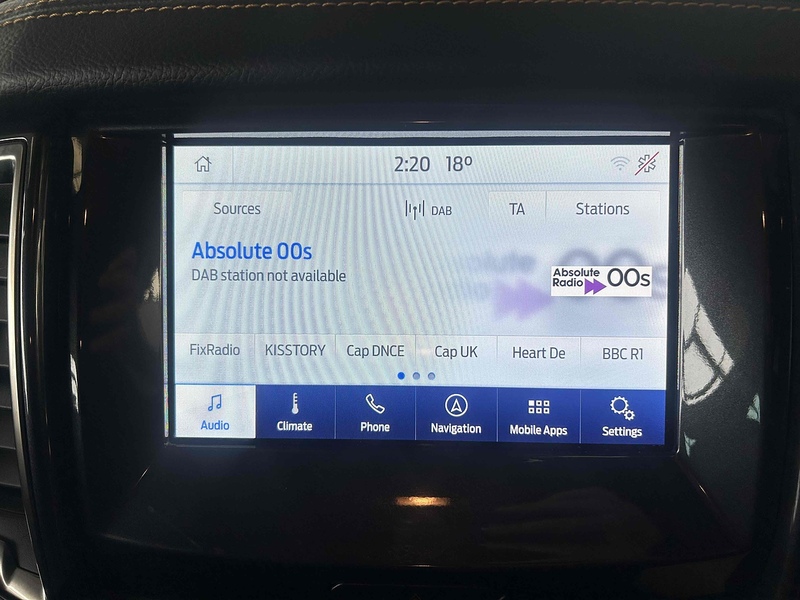 2:20 18º
Sources DAB TA Stations
Absolute 00s
DAB station not available
Absolute
Radio 00s
FixRadio KISSTORY Cap DNCE Cap UK Heart De BBC R1
Audio Climate Phone Navigation Mobile Apps Settings